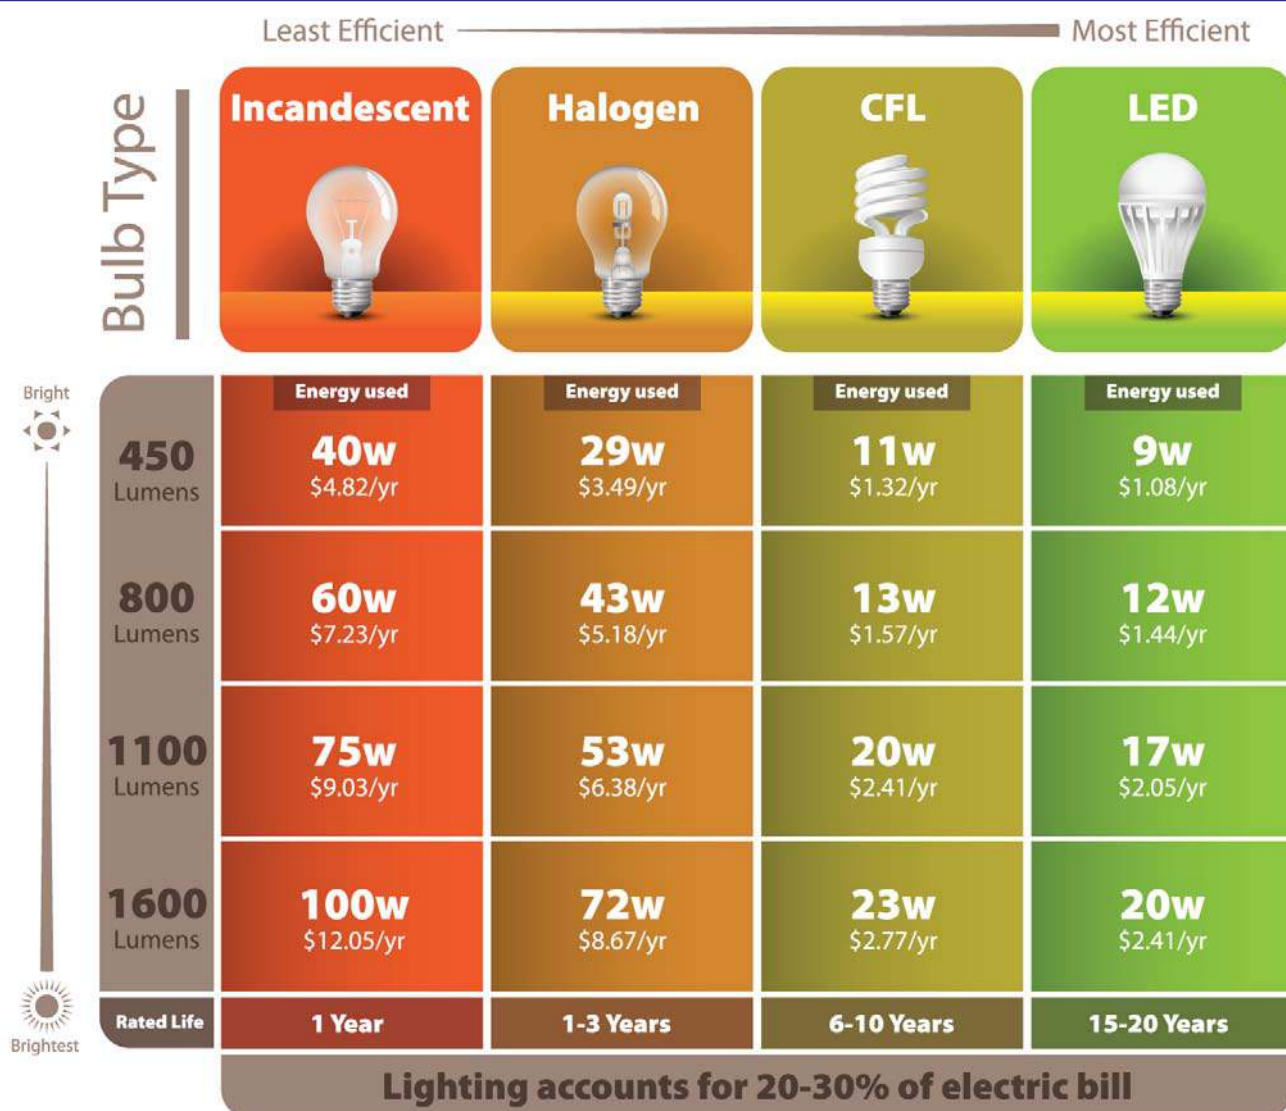 Least Efficient Most Efficient
Bulb Type
Incandescent Halogen CFL LED
Bright
Energy used Energy used Energy used Energy used
450 40w 29w 11w 9w
Lumens $4.82/yr $3.49/yr $1.32/yr $1.08/yr
800 60w 43w 13w 12w
Lumens $7.23/yr $5.18/yr $1.57/yr $1.44/yr
1100 75w 53w 20w 17w
Lumens $9.03/yr $6.38/yr $2.41/yr $2.05/yr
1600 100w 72w 23w 20w
Lumens $12.05/yr $8.67/yr $2.77/yr $2.41/yr
Rated Life 1 Year 1-3 Years 6-10 Years 15-20 Years
Brightest
Lighting accounts for 20-30% of electric bill